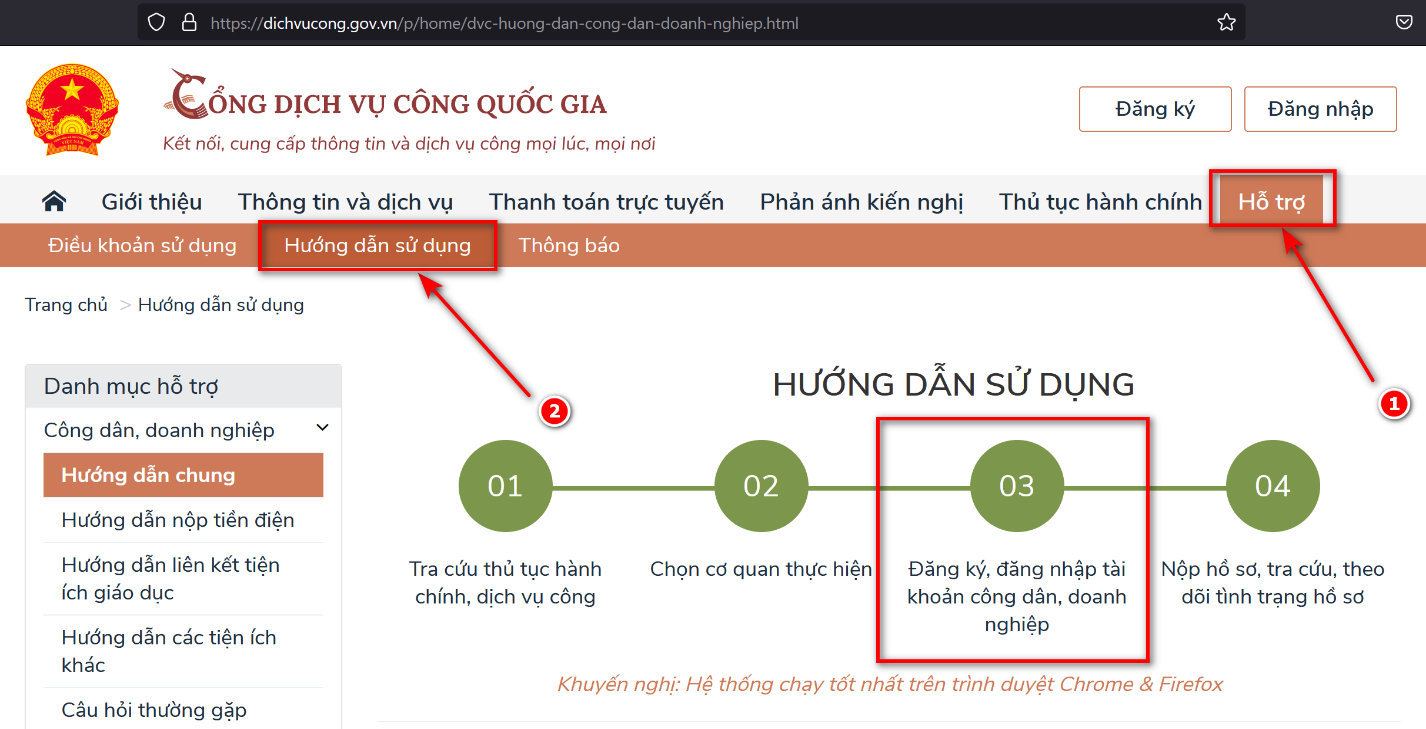 https://dichvucong.gov.vn/p/home/dvc-huong-dan-cong-dan-doanh-nghiep.html
CỔNG DỊCH VỤ CÔNG QUỐC GIA
Kết nối, cung cấp thông tin và dịch vụ công mọi lúc, mọi nơi
Đăng ký
Đăng nhập
Giới thiệu
Thông tin và dịch vụ
Thanh toán trực tuyến
Phản ánh kiến nghị
Thủ tục hành chính
Hỗ trợ
Điều khoản sử dụng
Hướng dẫn sử dụng
Thông báo
Trang chủ > Hướng dẫn sử dụng
Danh mục hỗ trợ
Công dân, doanh nghiệp
Hướng dẫn chung
Hướng dẫn nộp tiền điện
Hướng dẫn liên kết tiện
ích giáo dục
Hướng dẫn các tiện ích
khác
Câu hỏi thường gặp
2
1
HƯỚNG DẪN SỬ DỤNG
01
Tra cứu thủ tục hành
chính, dịch vụ công
02
Chọn cơ quan thực hiện
03
Đăng ký, đăng nhập tài
khoản công dân, doanh
nghiệp
04
Nộp hồ sơ, tra cứu, theo
dõi tình trạng hồ sơ
Khuyến nghị: Hệ thống chạy tốt nhất trên trình duyệt Chrome & Firefox